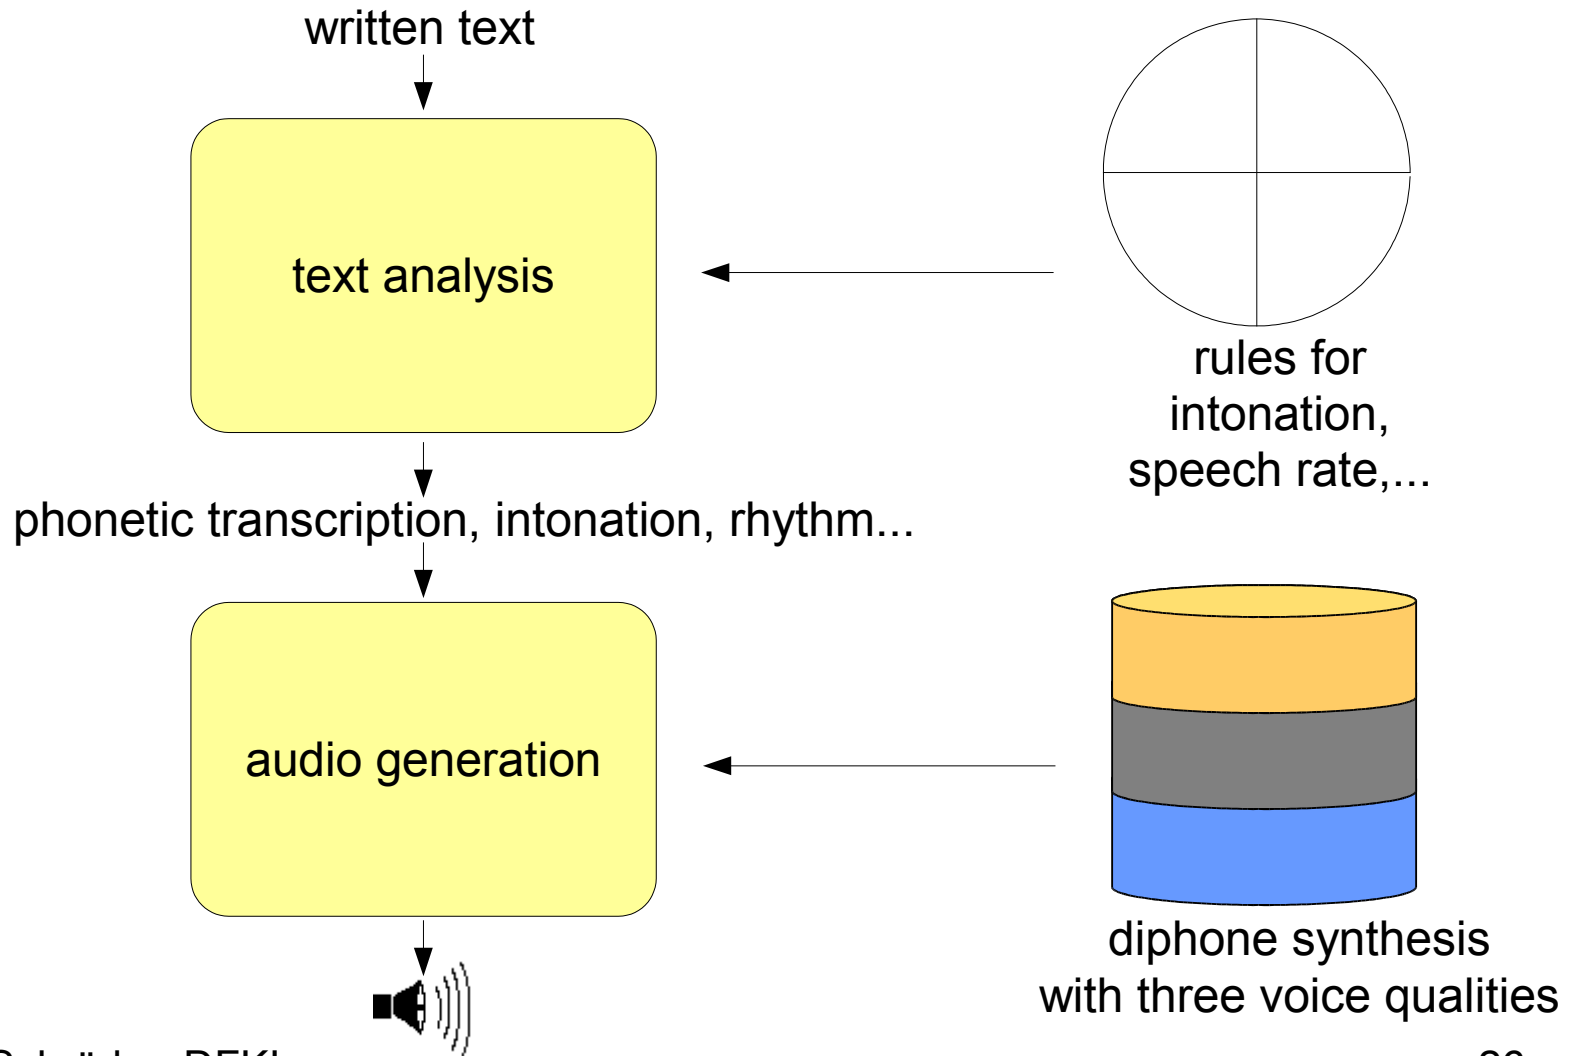 written text
text analysis
rules for
intonation,
speech rate,...
phonetic transcription, intonation, rhythm...
audio generation
diphone synthesis
with three voice qualities